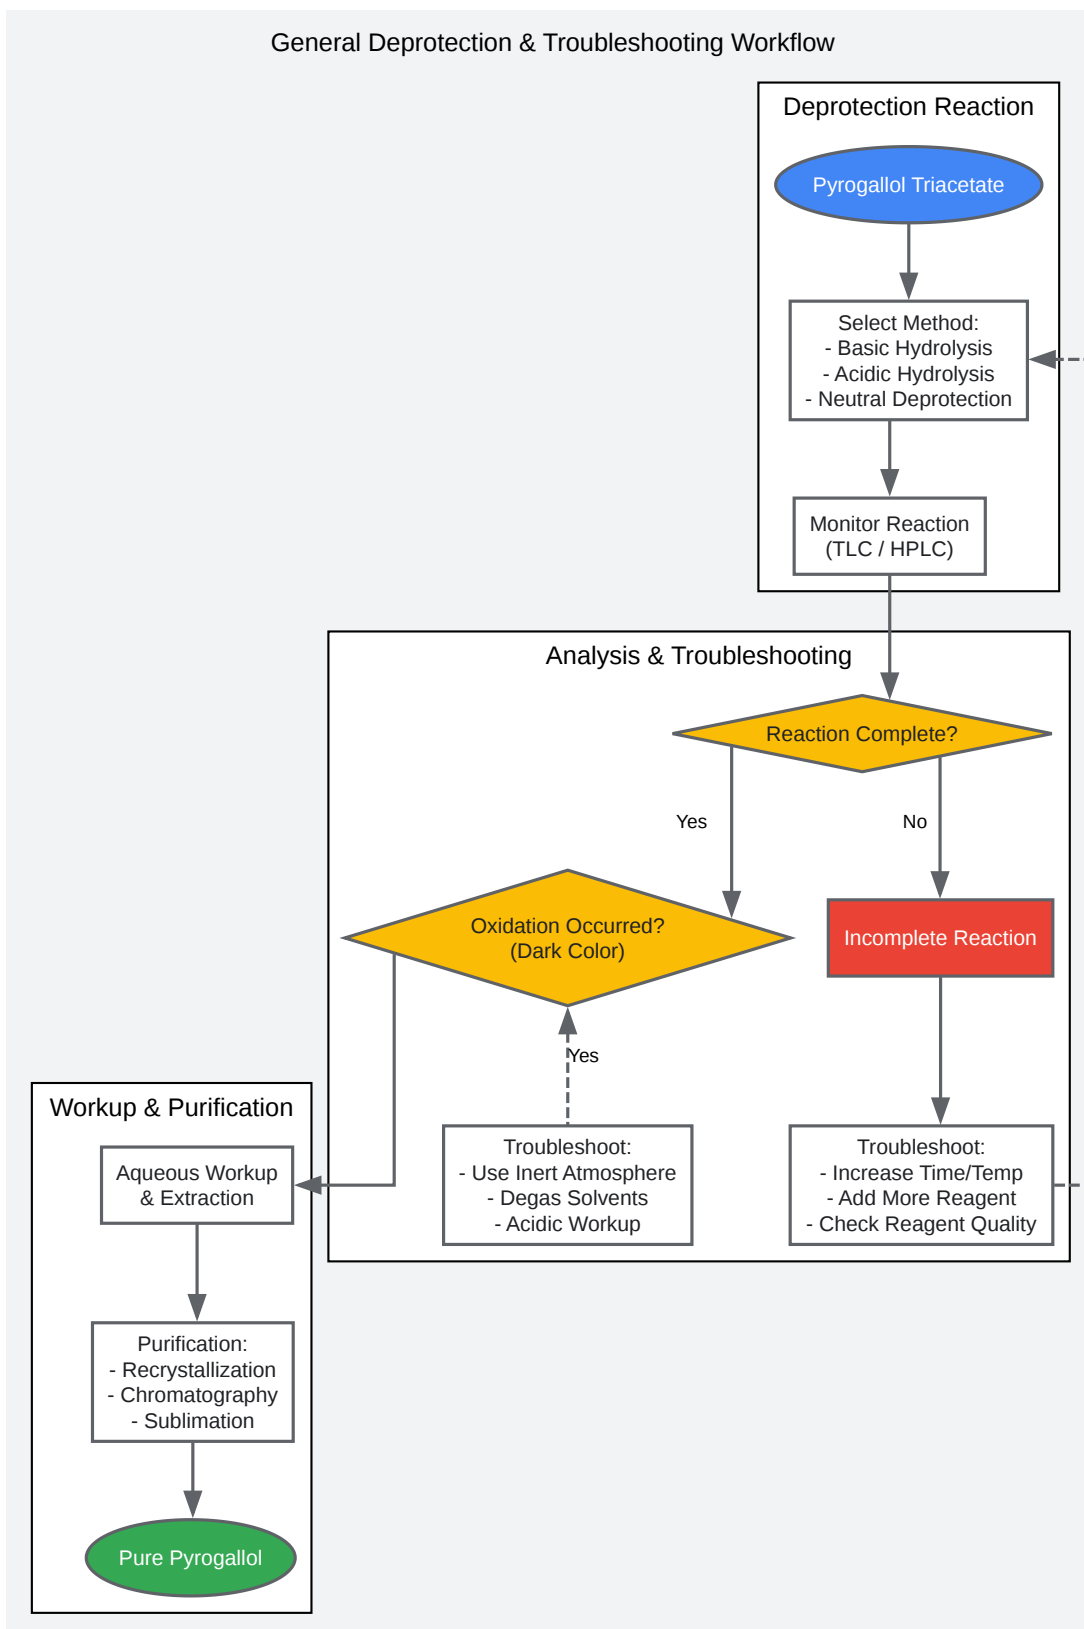 General Deprotection & Troubleshooting Workflow
Deprotection Reaction
Pyrogallol Triacetate
Select Method:
- Basic Hydrolysis
- Acidic Hydrolysis
- Neutral Deprotection
Monitor Reaction
(TLC / HPLC)
Analysis & Troubleshooting
Reaction Complete?
Yes
No
Oxidation Occurred?
(Dark Color)
Incomplete Reaction
Yes
Troubleshoot:
- Use Inert Atmosphere
- Degas Solvents
- Acidic Workup
Troubleshoot:
- Increase Time/Temp
- Add More Reagent
- Check Reagent Quality
Workup & Purification
Aqueous Workup
& Extraction
Purification:
- Recrystallization
- Chromatography
- Sublimation
Pure Pyrogallol